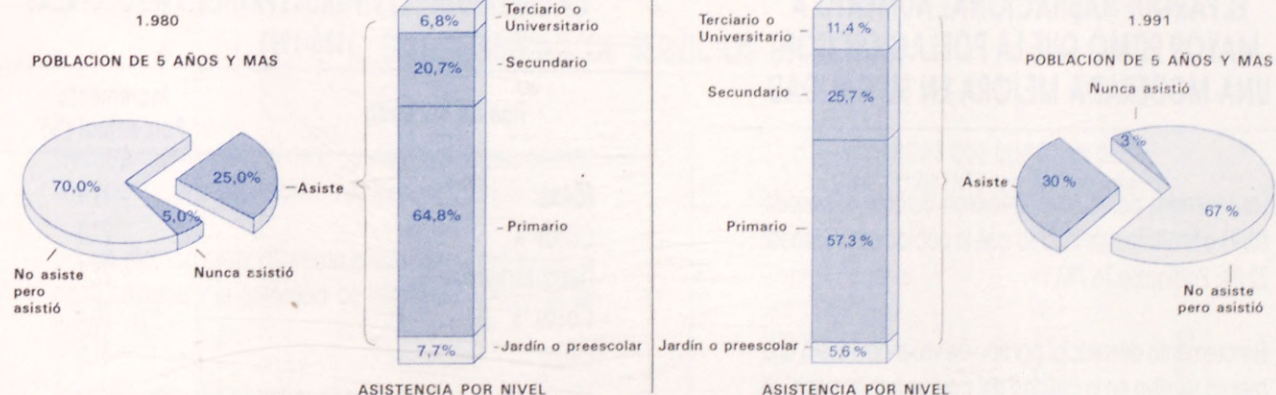 1.980
POBLACION DE 5 AÑOS Y MAS
70,0%
25,0%
5,0%
Asiste
No asiste
pero
asistió
Nunca asistió
6,8%
Terciario o
Universitario
20,7%
Secundario
64,8%
Primario
7,7%
Jardín o preescolar
ASISTENCIA POR NIVEL
Terciario o
Universitario
11,4%
Secundario
25,7%
Primario
57,3%
Jardín o preescolar
5,6%
ASISTENCIA POR NIVEL
1.991
POBLACION DE 5 AÑOS Y MAS
Nunca asistió
3%
Asiste
30%
67%
No asiste
pero asistió